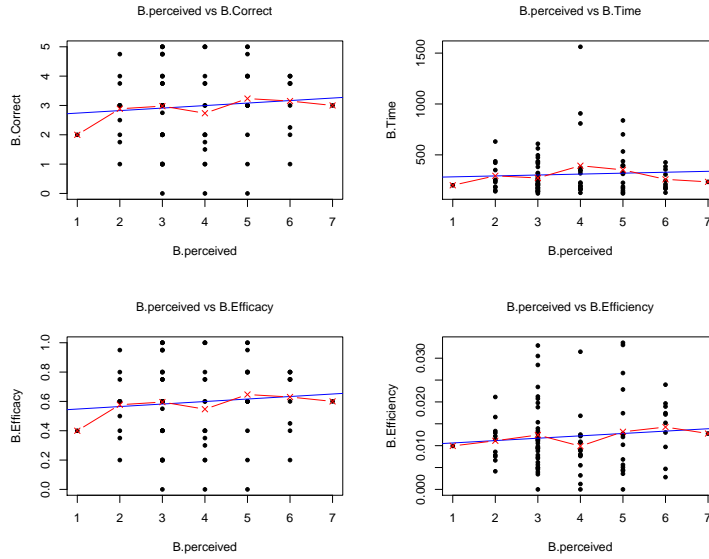 B.perceived vs B.Correct
B.Correct
0 1 2 3 4 5
1 2 3 4 5 6 7
B.perceived
B.perceived vs B.Time
B.Time
500 1000 1500
1 2 3 4 5 6 7
B.perceived
B.perceived vs B.Efficacy
B.Efficacy
0.0 0.2 0.4 0.6 0.8 1.0
1 2 3 4 5 6 7
B.perceived
B.perceived vs B.Efficiency
B.Efficiency
0.000 0.010 0.020 0.030
1 2 3 4 5 6 7
B.perceived